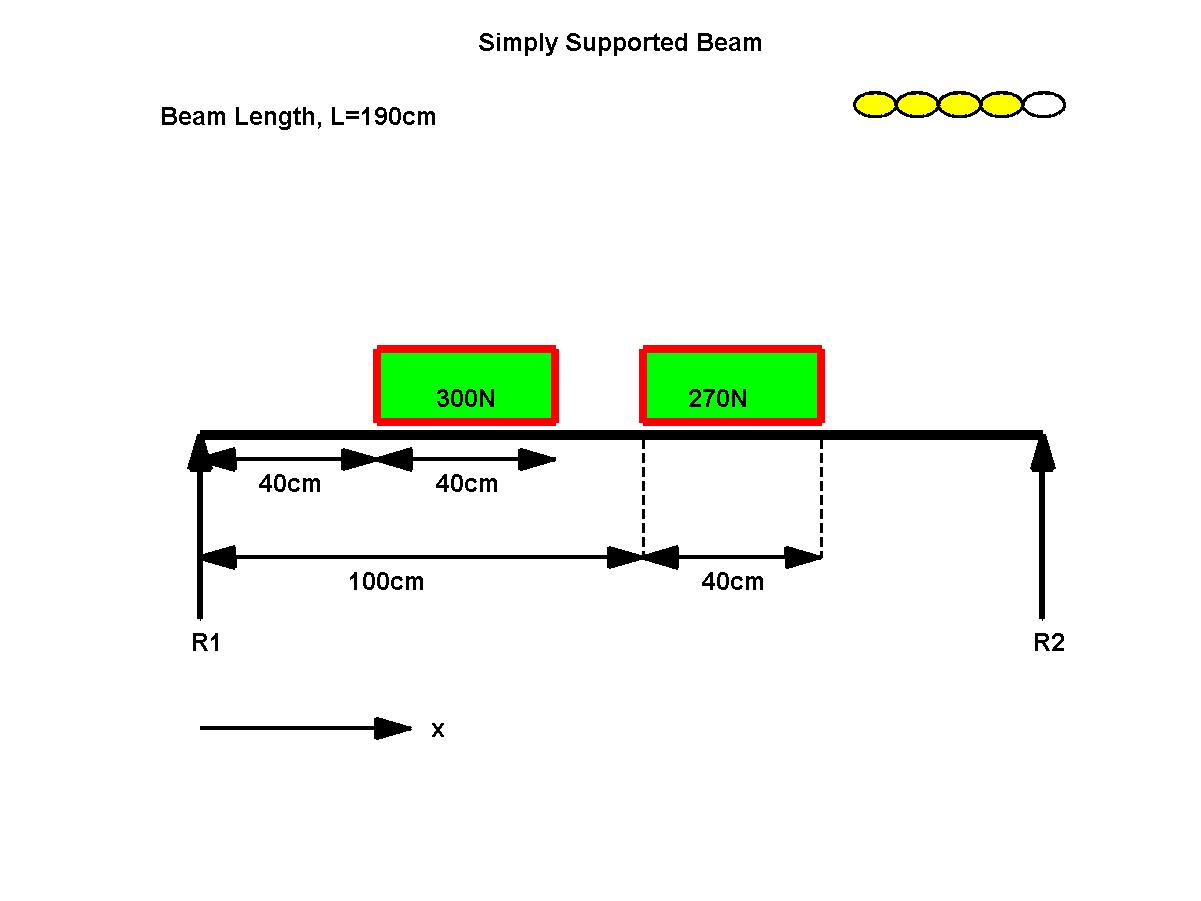 Simply Supported Beam
Beam Length, L=190cm
300N
270N
40cm
40cm
100cm
40cm
R1
R2
x